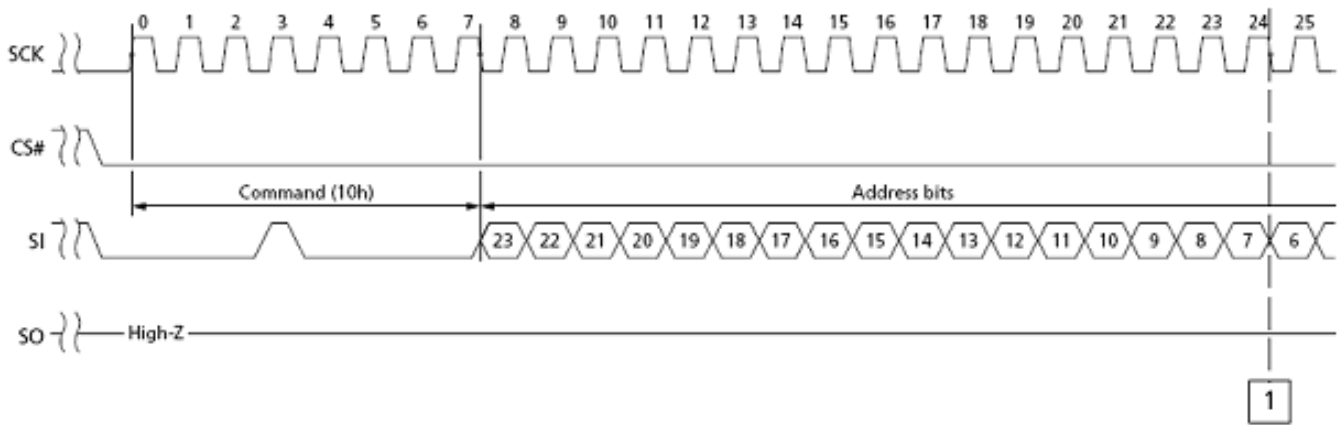 0 1 2 3 4 5 6 7 8 9 10 11 12 13 14 15 16 17 18 19 20 21 22 23 24 25
SCK
CS#
Command (10h) Address bits
SI 23 22 21 20 19 18 17 16 15 14 13 12 11 10 9 8 7 6
SO High-Z
1